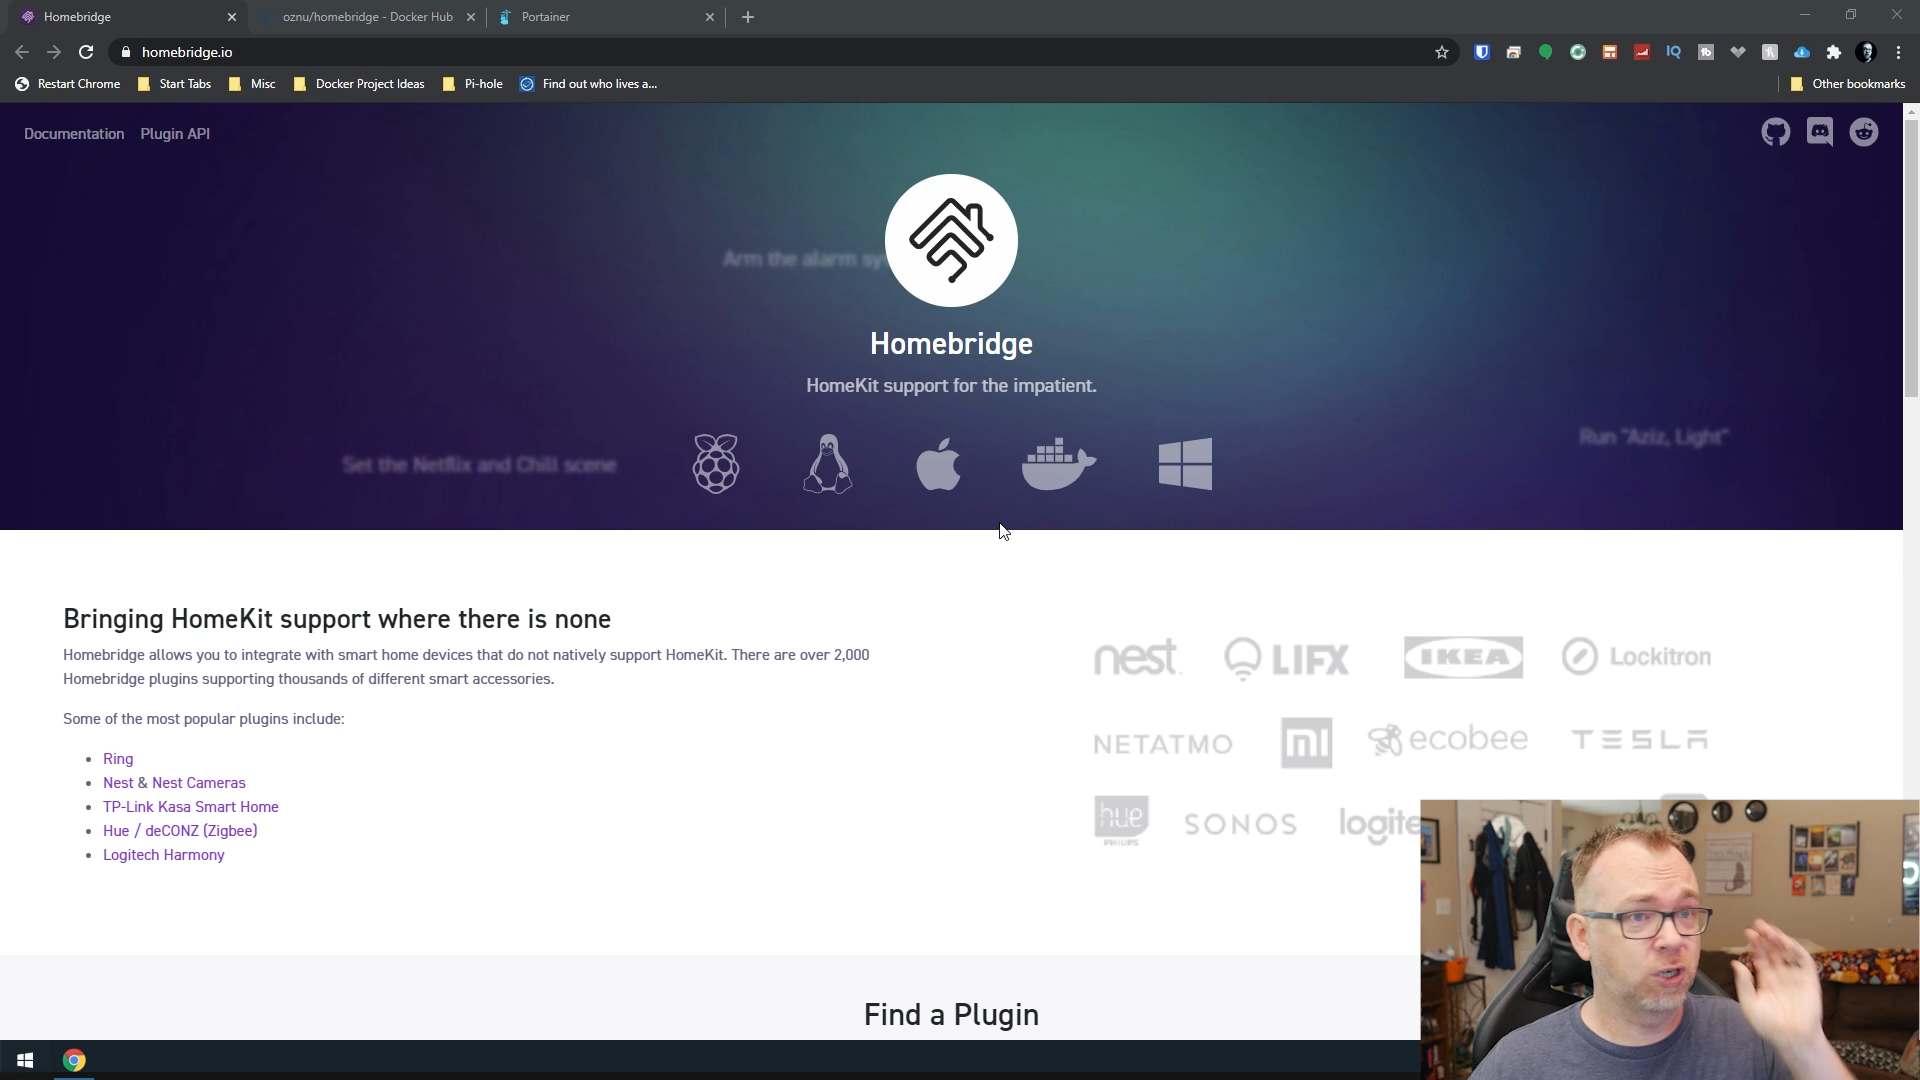 Homebridge
oznu/homebridge - Docker Hub
Portainer
homebridge.io
Restart Chrome
Start Tabs
Misc
Docker Project Ideas
Pi-hole
Find out who lives a...
Other bookmarks
Documentation
Plugin API
Arm the alarm sy
Homebridge
HomeKit support for the impatient.
Set the Netflix and Chill scene
Run "Aziz, Light"
Bringing HomeKit support where there is none
Homebridge allows you to integrate with smart home devices that do not natively support HomeKit. There are over 2,000
Homebridge plugins supporting thousands of different smart accessories.
Some of the most popular plugins include:
Ring
Nest & Nest Cameras
TP-Link Kasa Smart Home
Hue / deCONZ (Zigbee)
Logitech Harmony
nest LIFX IKEA Lockitron
NETATMO mi ecobee TESLA
hue PHILIPS SONOS logite
Find a Plugin